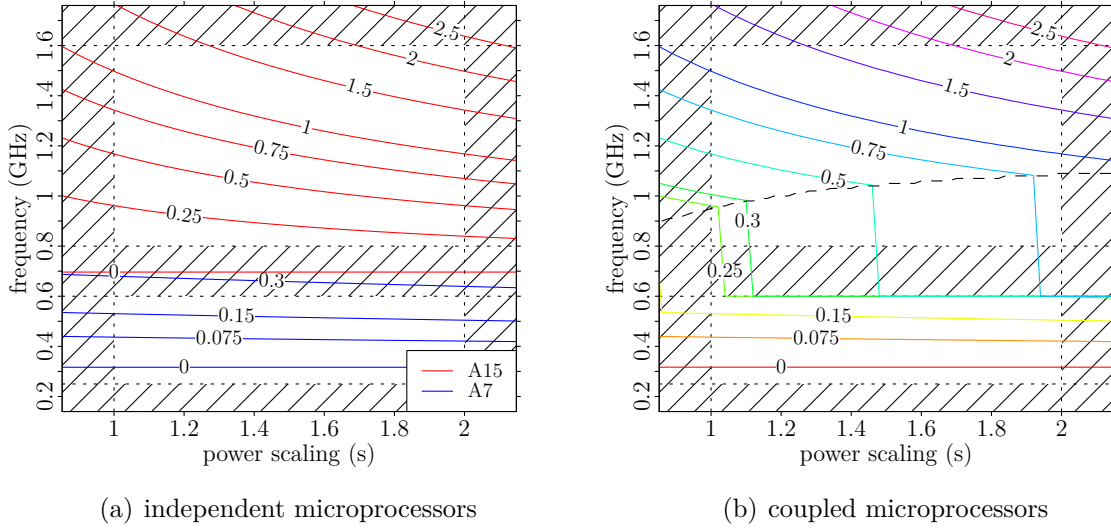 2.5
2
1.5
1
0.75
0.5
0.25
0
0.3
0.15
0.075
0
A15
A7
0.2 0.4 0.6 0.8 1 1.2 1.4 1.6
frequency (GHz)
1 1.2 1.4 1.6 1.8 2
power scaling (s)
(a) independent microprocessors
2.5
2
1.5
1
0.75
0.5
0.3
0.25
0.15
0.075
0
0.2 0.4 0.6 0.8 1 1.2 1.4 1.6
frequency (GHz)
1 1.2 1.4 1.6 1.8 2
power scaling (s)
(b) coupled microprocessors